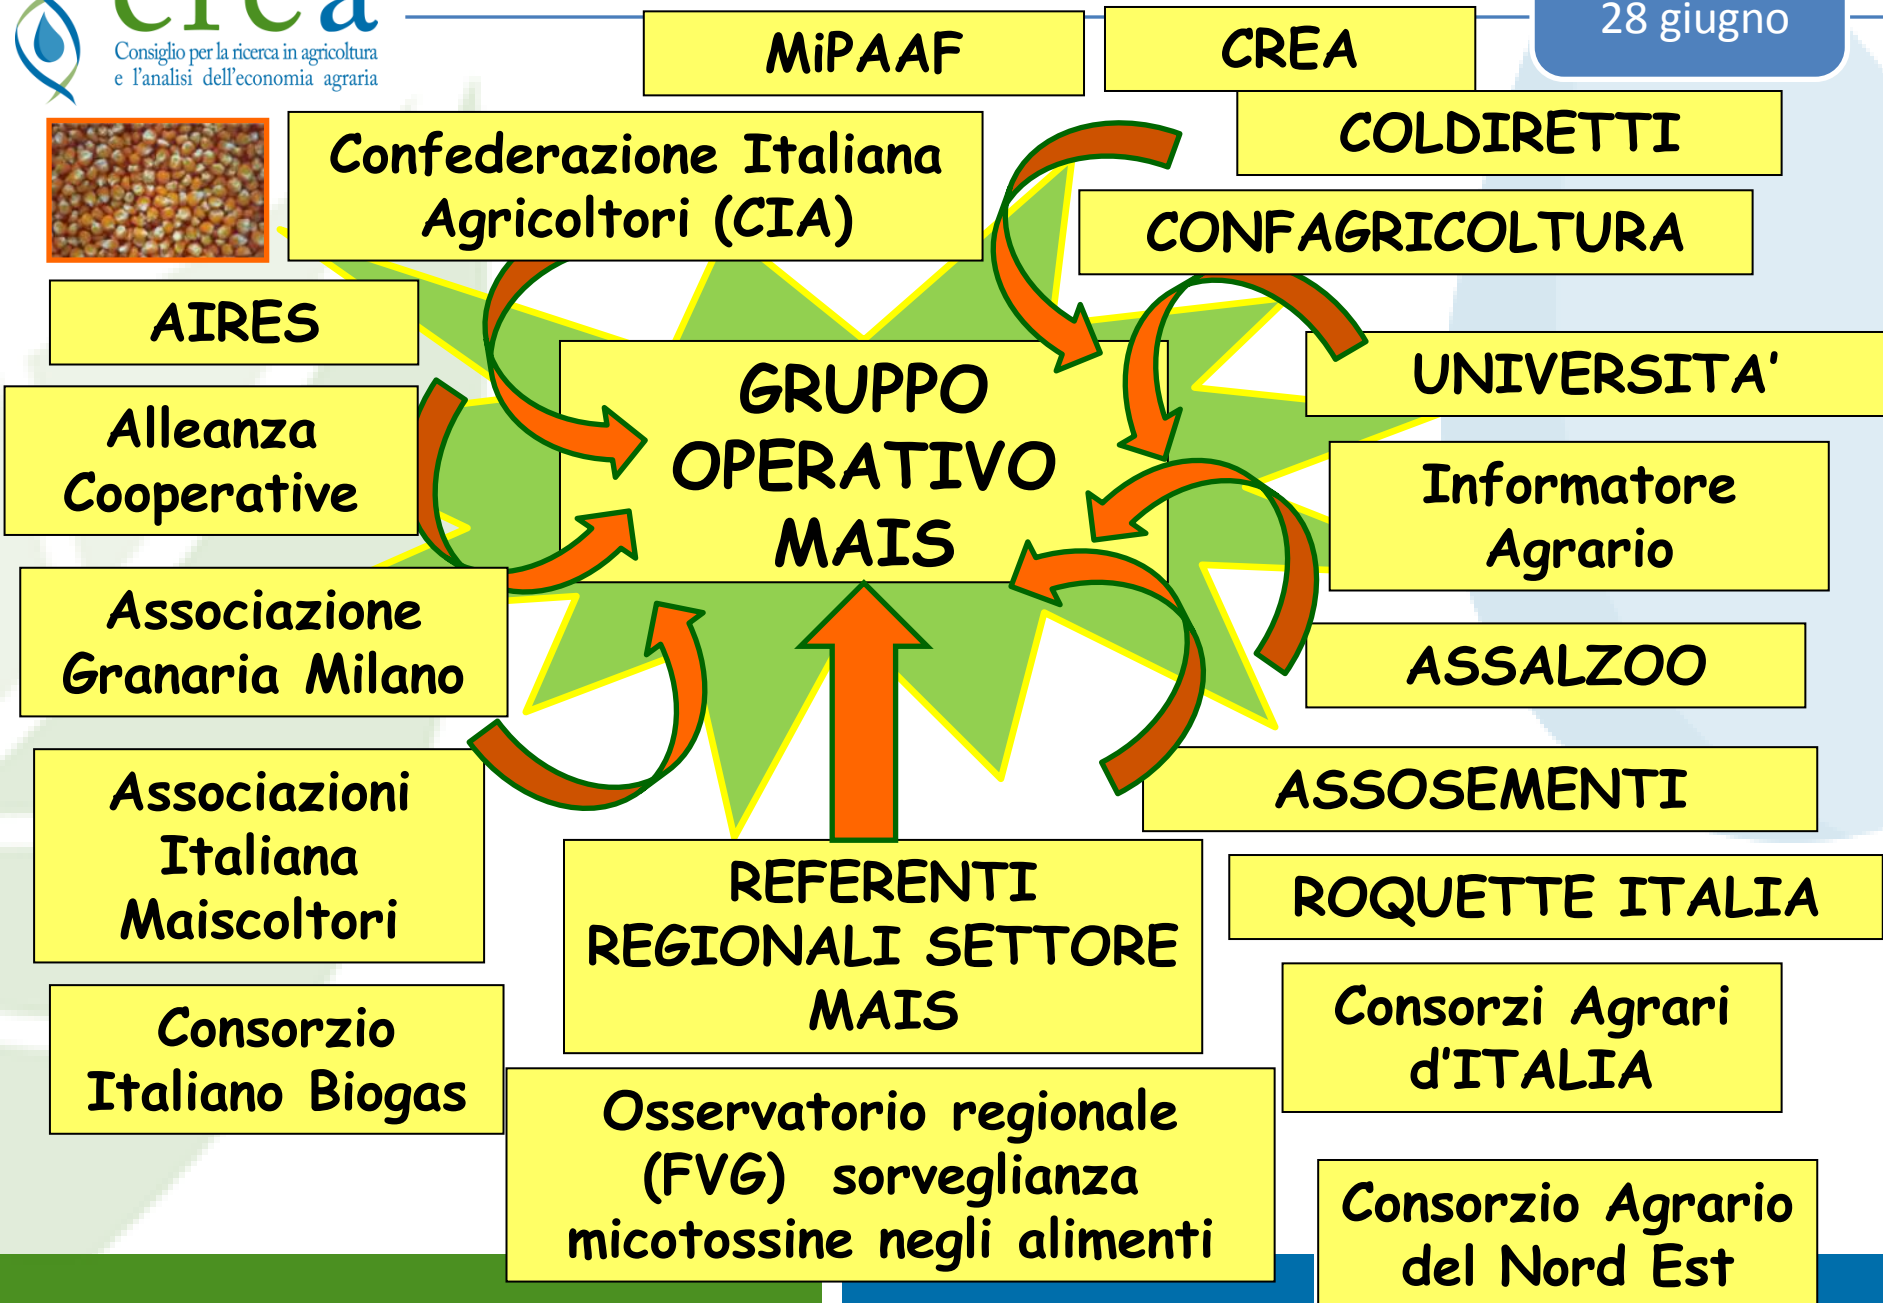 crea
Consiglio per la ricerca in agricoltura
e l'analisi dell'economia agraria
28 giugno
MiPAAF
CREA
COLDIRETTI
Confederazione Italiana
Agricoltori (CIA)
CONFAGRICOLTURA
AIRES
UNIVERSITA'
Alleanza
Cooperative
GRUPPO
OPERATIVO
MAIS
Informatore
Agrario
Associazione
Granaria Milano
ASSALZOO
Associazioni
Italiana
Maiscoltori
ASSOSEMENTI
REFERENTI
REGIONALI SETTORE
MAIS
ROQUETTE ITALIA
Consorzio
Italiano Biogas
Consorzi Agrari
d'ITALIA
Osservatorio regionale
(FVG) sorveglianza
micotossine negli alimenti
Consorzio Agrario
del Nord Est